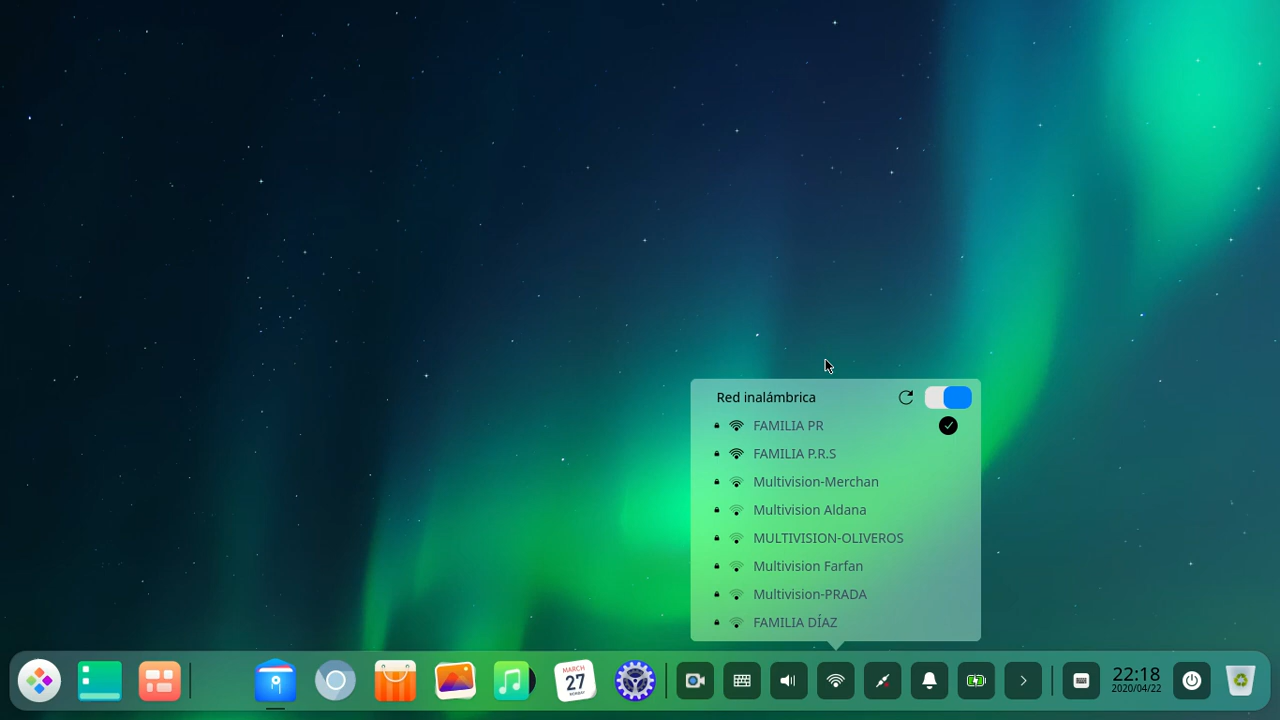 Red inalámbrica
FAMILIA PR
FAMILIA P.R.S
Multivision-Merchan
Multivision Aldana
MULTIVISION-OLIVEROS
Multivision Farfan
Multivision-PRADA
FAMILIA DÍAZ
MARCH
27
MONDAY
22:18
2020/04/22